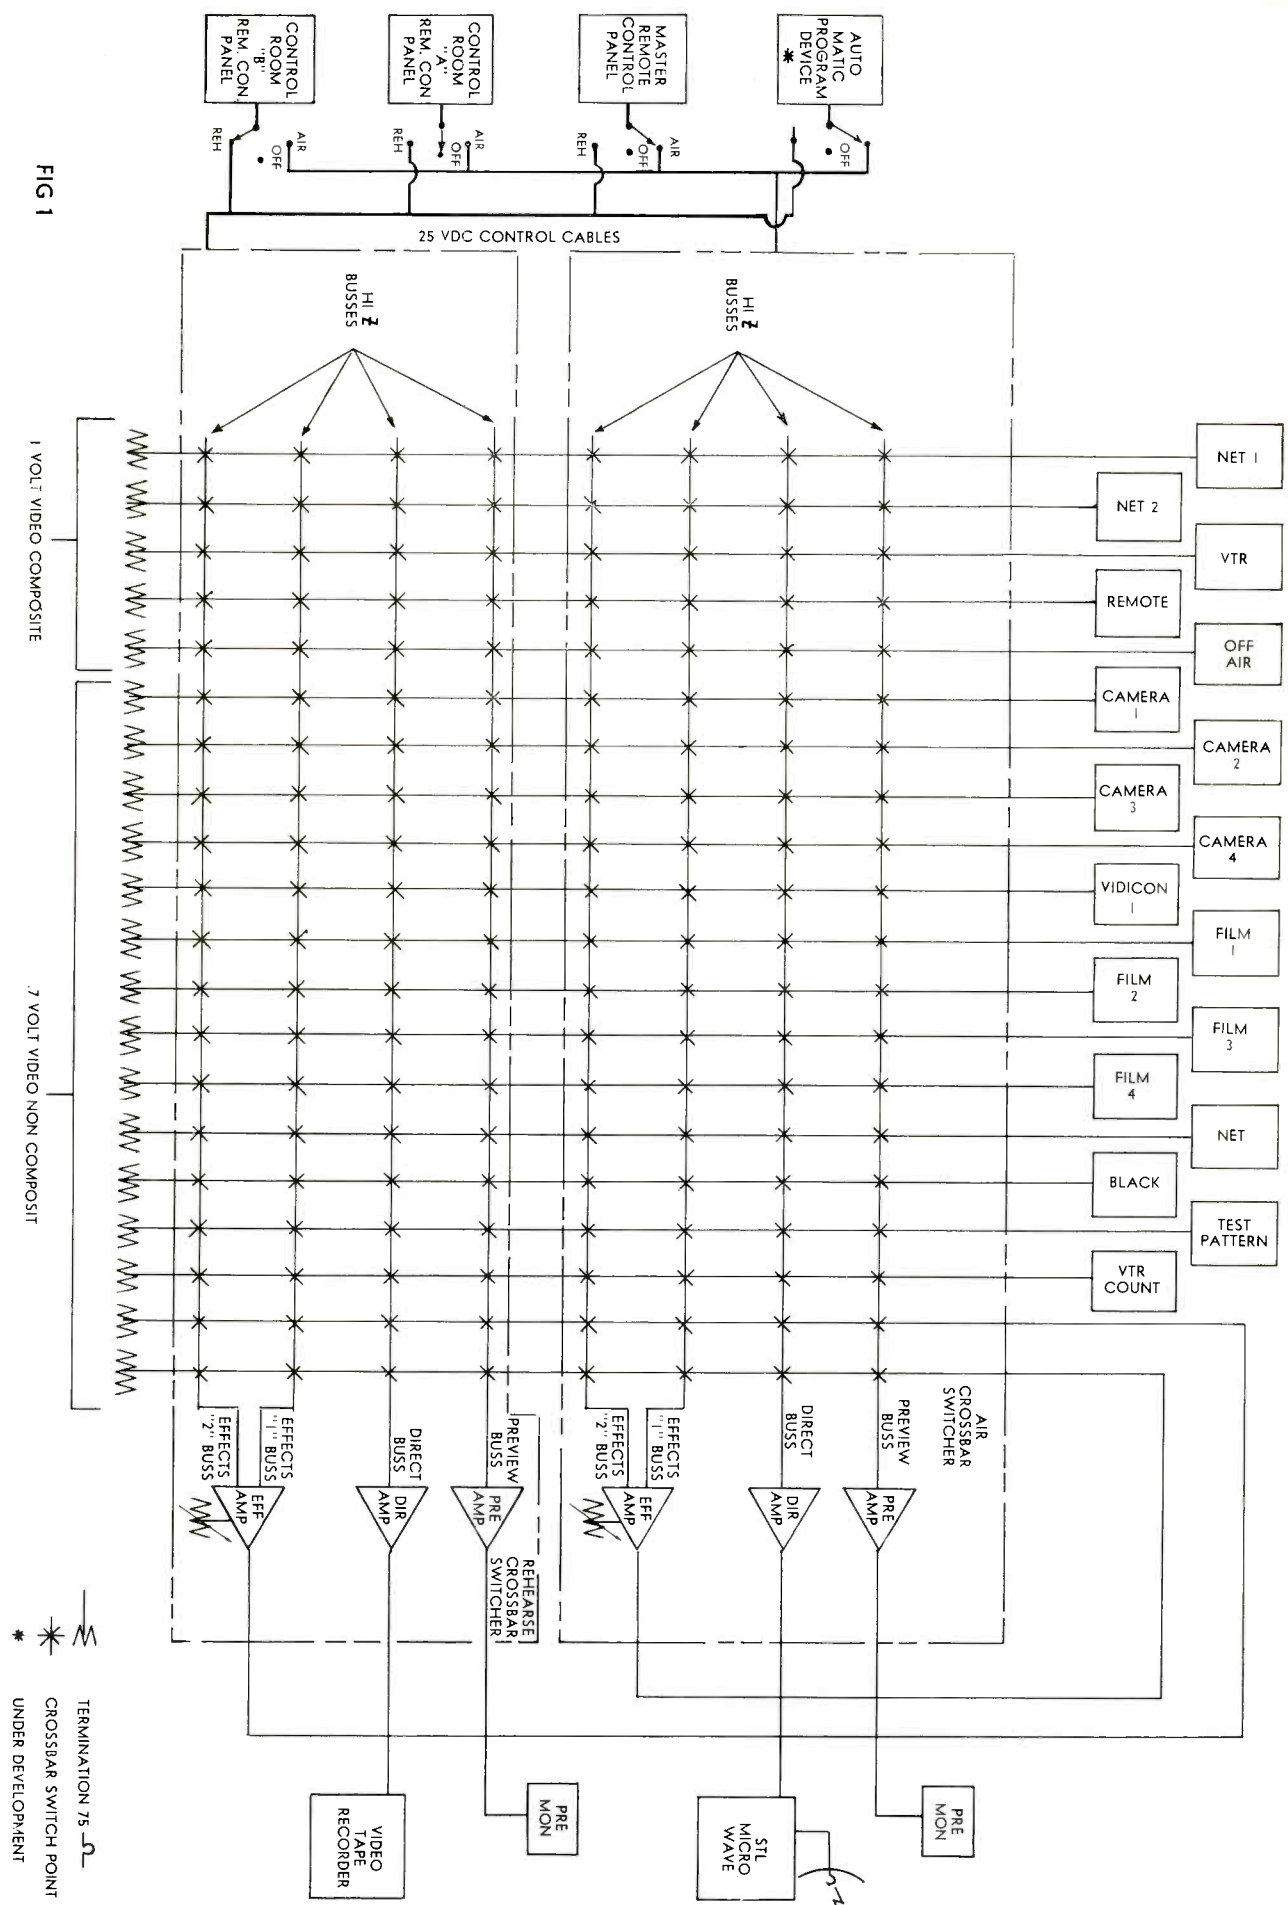 AUTO
MATIC
PROGRAM
DEVICE
*
OFF
MASTER
REMOTE
CONTROL
PANEL
AIR
OFF
REH
CONTROL
ROOM
"A"
REM. CON
PANEL
AIR
OFF
REH
CONTROL
ROOM
"B"
REM. CON.
PANEL
AIR
OFF
REH
FIG 1
25 VDC CONTROL CABLES
HI Z
BUSSES
HI Z
BUSSES
NET 1
NET 2
VTR
REMOTE
OFF
AIR
CAMERA
1
CAMERA
2
CAMERA
3
CAMERA
4
VIDICON
1
FILM
1
FILM
2
FILM
3
FILM
4
NET
BLACK
TEST
PATTERN
VTR
COUNT
1 VOLT VIDEO COMPOSITE
.7 VOLT VIDEO NON COMPOSIT
AIR
CROSSBAR
SWITCHER
PREVIEW
BUSS
DIRECT
BUSS
EFFECTS
"1" BUSS
EFFECTS
"2" BUSS
PREVIEW
BUSS
DIRECT
BUSS
EFFECTS
"1" BUSS
EFFECTS
"2" BUSS
PRE
AMP
DIR
AMP
EFF
AMP
PRE
AMP
DIR
AMP
EFF
AMP
REHEARSE
CROSSBAR
SWITCHER
PRE
MON
STL
MICRO
WAVE
PRE
MON
VIDEO
TAPE
RECORDER
TERMINATION 75 Ω
CROSSBAR SWITCH POINT
* UNDER DEVELOPMENT